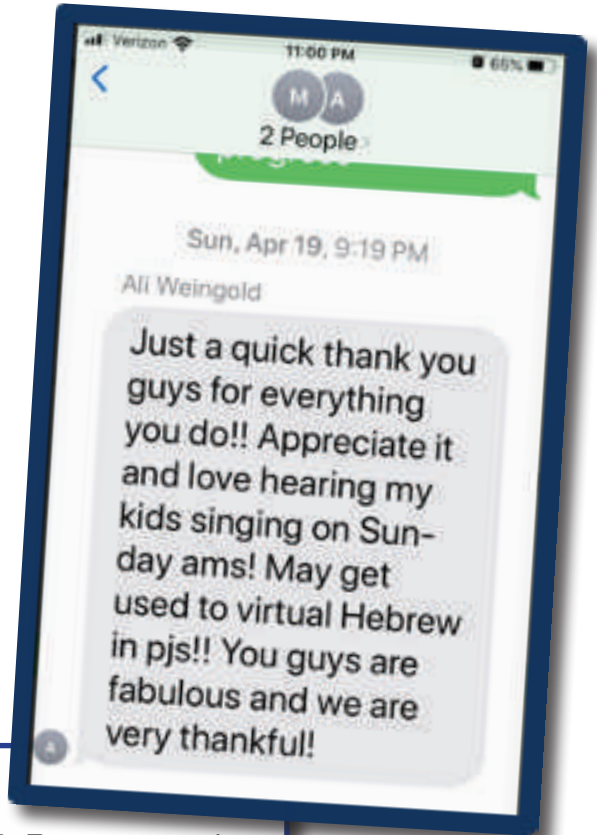 Verizon
11:00 PM
65%
M A
2 People
Sun, Apr 19, 9:19 PM
Ali Weingold
Just a quick thank you
guys for everything
you do!! Appreciate it
and love hearing my
kids singing on Sun-
day ams! May get
used to virtual Hebrew
in pjs!! You guys are
fabulous and we are
very thankful!
A